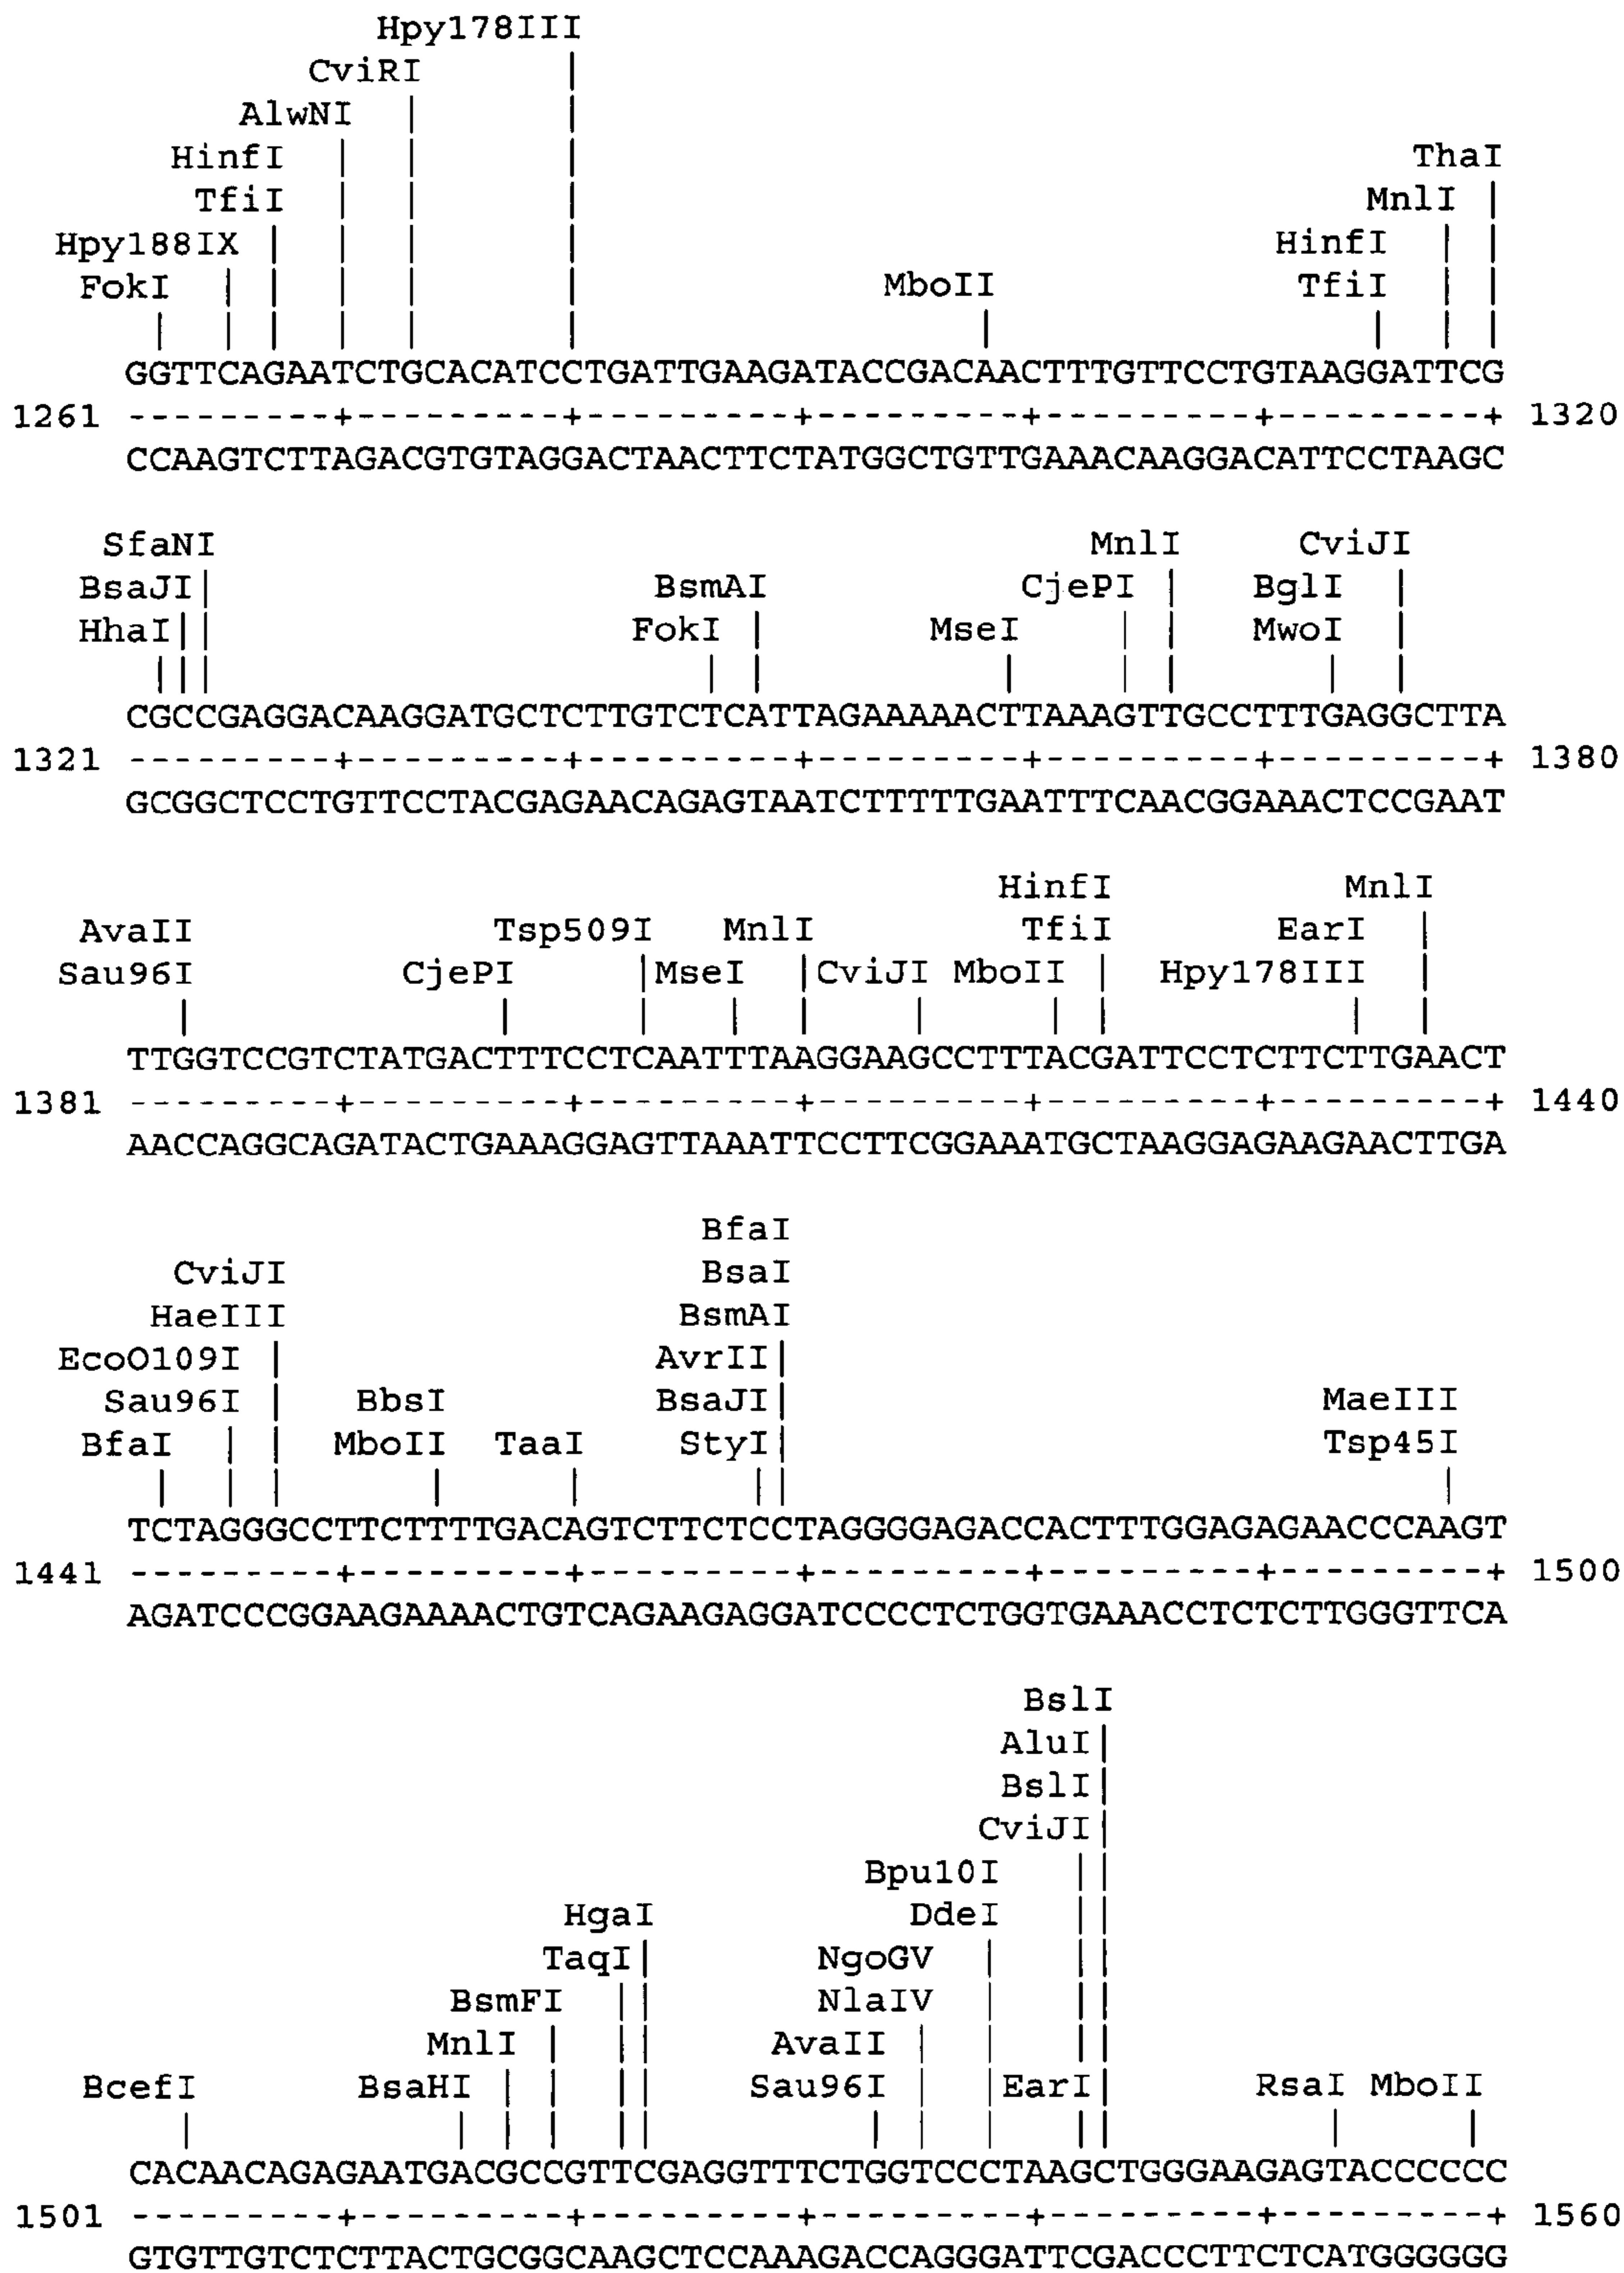 Hpy178III
CviRI
AlwNI
HinfI ThaI
TfiI MnlI
Hpy188IX HinfI
FokI MboII TfiI
GGTTCAGAATCTGCACATCCTGATTGAAGATACCGACAACTTTGTTCCTGTAAGGATTCG
1261 ---------+---------+---------+---------+---------+---------+ 1320
CCAAGTCTTAGACGTGTAGGACTAACTTCTATGGCTGTTGAAACAAGGACATTCCTAAGC
SfaNI MnlI CviJI
BsaJI BsmAI CjePI BglI
HhaI FokI MseI MwoI
CGCCGAGGACAAGGATGCTCTTGTCTCATTAGAAAAACTTAAAGTTGCCTTTGAGGCTTA
1321 ---------+---------+---------+---------+---------+---------+ 1380
GCGGCTCCTGTTCCTACGAGAACAGAGTAATCTTTTTGAATTTCAACGGAAACTCCGAAT
HinfI MnlI
AvaII Tsp509I MnlI TfiI EarI
Sau96I CjePI MseI CviJI MboII Hpy178III
TTGGTCCGTCTATGACTTTCCTCAATTTAAGGAAGCCTTTACGATTCCTCTTCTTGAACT
1381 ---------+---------+---------+---------+---------+---------+ 1440
AACCAGGCAGATACTGAAAGGAGTTAAATTCCTTCGGAAATGCTAAGGAGAAGAACTTGA
BfaI
CviJI BsaI
HaeIII BsmAI
EcoO109I AvrII
Sau96I BbsI BsaJI MaeIII
BfaI MboII TaaI StyI Tsp45I
TCTAGGGCCTTCTTTTGACAGTCTTCTCCTAGGGGAGACCACTTTGGAGAGAACCCAAGT
1441 ---------+---------+---------+---------+---------+---------+ 1500
AGATCCCGGAAGAAAACTGTCAGAAGAGGATCCCCTCTGGTGAAACCTCTCTTGGGTTCA
BslI
AluI
BslI
CviJI
Bpu10I
HgaI DdeI
TaqI NgoGV
BsmFI NlaIV
MnlI AvaII
BcefI BsaHI Sau96I EarI RsaI MboII
CACAACAGAGAATGACGCCGTTCGAGGTTTCTGGTCCCTAAGCTGGGAAGAGTACCCCCC
1501 ---------+---------+---------+---------+---------+---------+ 1560
GTGTTGTCTCTTACTGCGGCAAGCTCCAAAGACCAGGGATTCGACCCTTCTCATGGGGGG